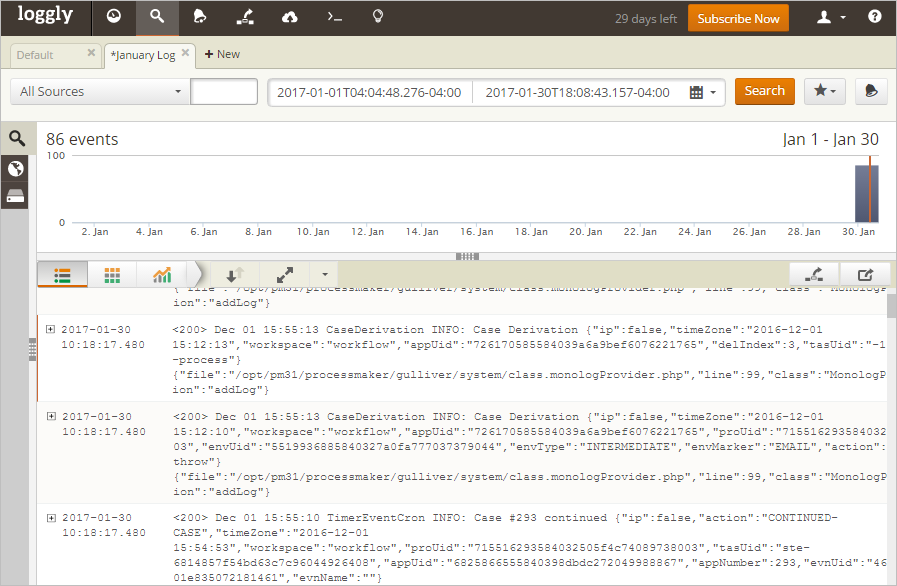 loggly
29 days left
Subscribe Now
Default
*January Log
+ New
All Sources
2017-01-01T04:04:48.276-04:00
2017-01-30T18:08:43.157-04:00
Search
86 events
Jan 1 - Jan 30
100
0
2. Jan 4. Jan 6. Jan 8. Jan 10. Jan 12. Jan 14. Jan 16. Jan 18. Jan 20. Jan 22. Jan 24. Jan 26. Jan 28. Jan 30. Jan
{"file":"/opt/pm31/processmaker/gulliver/system/class.monologProvider.php","line":99,"class":"MonologP
ion":"addLog"}
2017-01-30
10:18:17.480
<200> Dec 01 15:55:13 CaseDerivation INFO: Case Derivation {"ip":false,"timeZone":"2016-12-01
15:12:13","workspace":"workflow","appUid":"726170585584039a6a9bef6076221765","delIndex":3,"tasUid":"-1
-process"}
{"file":"/opt/pm31/processmaker/gulliver/system/class.monologProvider.php","line":99,"class":"MonologP
ion":"addLog"}
2017-01-30
10:18:17.480
<200> Dec 01 15:55:13 CaseDerivation INFO: Case Derivation {"ip":false,"timeZone":"2016-12-01
15:12:10","workspace":"workflow","appUid":"726170585584039a6a9bef6076221765","proUid":"715516293584032
03","envUid":"5519936885840327a0fa777037379044","envType":"INTERMEDIATE","envMarker":"EMAIL","action":
throw"}
{"file":"/opt/pm31/processmaker/gulliver/system/class.monologProvider.php","line":99,"class":"MonologP
ion":"addLog"}
2017-01-30
10:18:17.480
<200> Dec 01 15:55:10 TimerEventCron INFO: Case #293 continued {"ip":false,"action":"CONTINUED-
CASE","timeZone":"2016-12-01
15:54:53","workspace":"workflow","proUid":"715516293584032505f4c74089738003","tasUid":"ste-
6814857f54bd63c7c96044926408","appUid":"6825866555840398dbdc272049988867","appNumber":293,"evnUid":"46
01e835072181461","evnName":""}